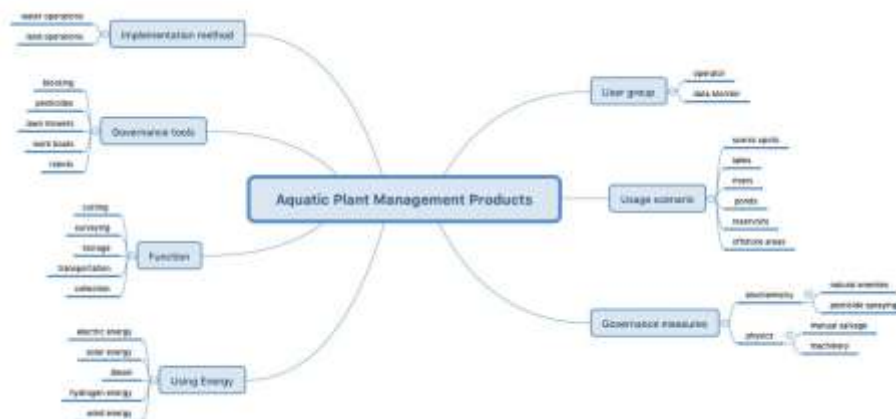 Aquatic Plant Management Products
Implementation method
water operations
land operations
Governance tools
blocking
pesticides
lawn mowers
work boats
robots
Function
cutting
surveying
storage
transportation
collection
Using Energy
electric energy
solar energy
diesel
hydrogen energy
wind energy
User group
operator
data Monitor
Usage scenario
scenic spots
lakes
rivers
ponds
reservoirs
offshore areas
Governance measures
biochemistry
natural enemies
pesticide spraying
physics
manual salvage
machinery